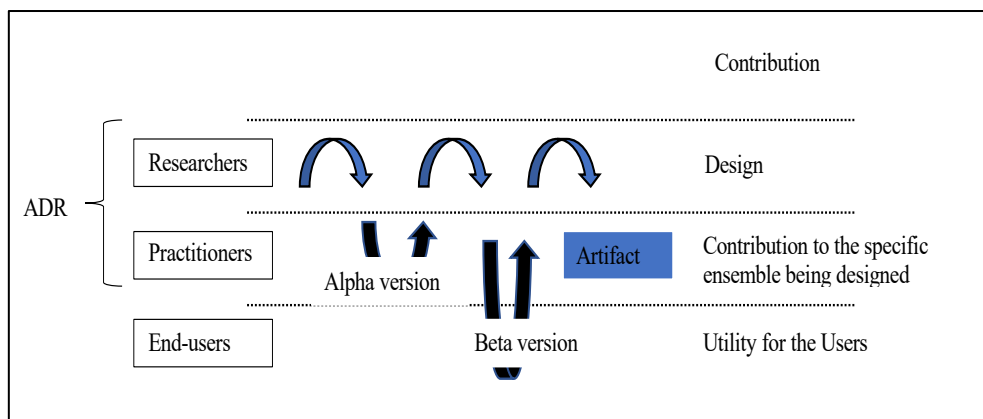 Contribution
Researchers
Design
ADR
Practitioners
Artifact
Contribution to the specific
ensemble being designed
Alpha version
End-users
Beta version
Utility for the Users